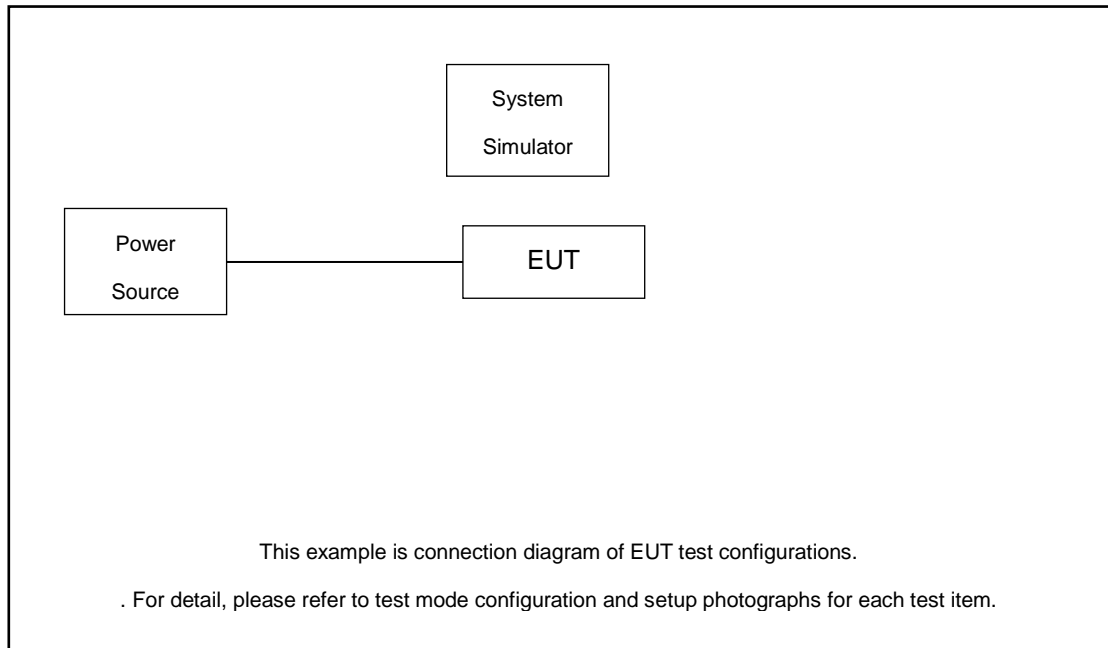 System
Simulator
Power
Source
EUT
This example is connection diagram of EUT test configurations.
. For detail, please refer to test mode configuration and setup photographs for each test item.